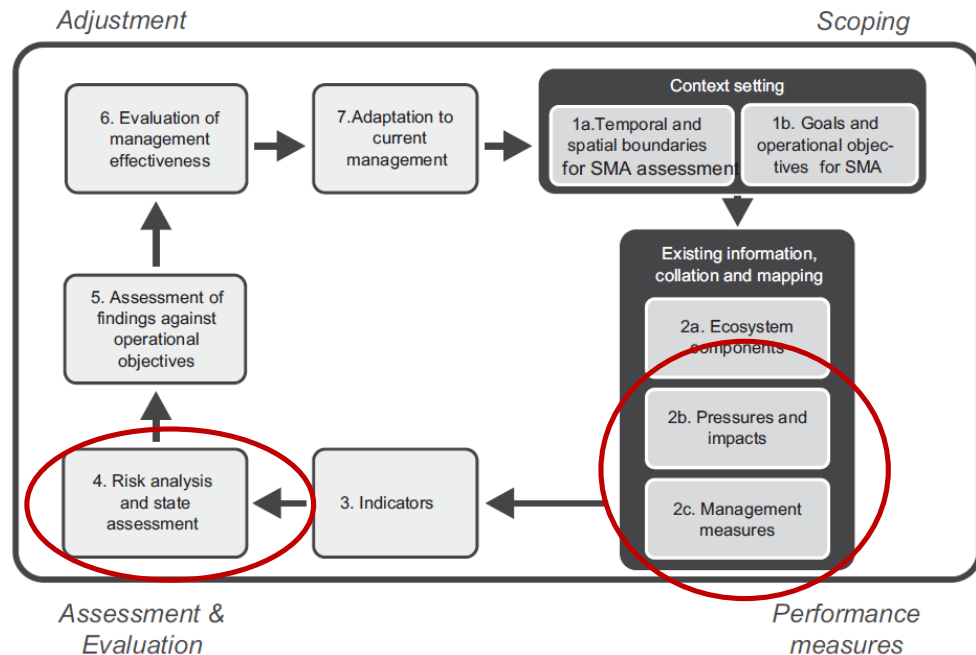 Adjustment
Scoping
6. Evaluation of
management
effectiveness
7.Adaptation to
current
management
Context setting
1a.Temporal and
spatial boundaries
for SMA assessment
1b. Goals and
operational objec-
tives for SMA
Existing information,
collation and mapping
2a. Ecosystem
components
2b. Pressures and
impacts
2c. Management
measures
3. Indicators
4. Risk analysis
and state
assessment
5. Assessment of
findings against
operational
objectives
Assessment &
Evaluation
Performance
measures